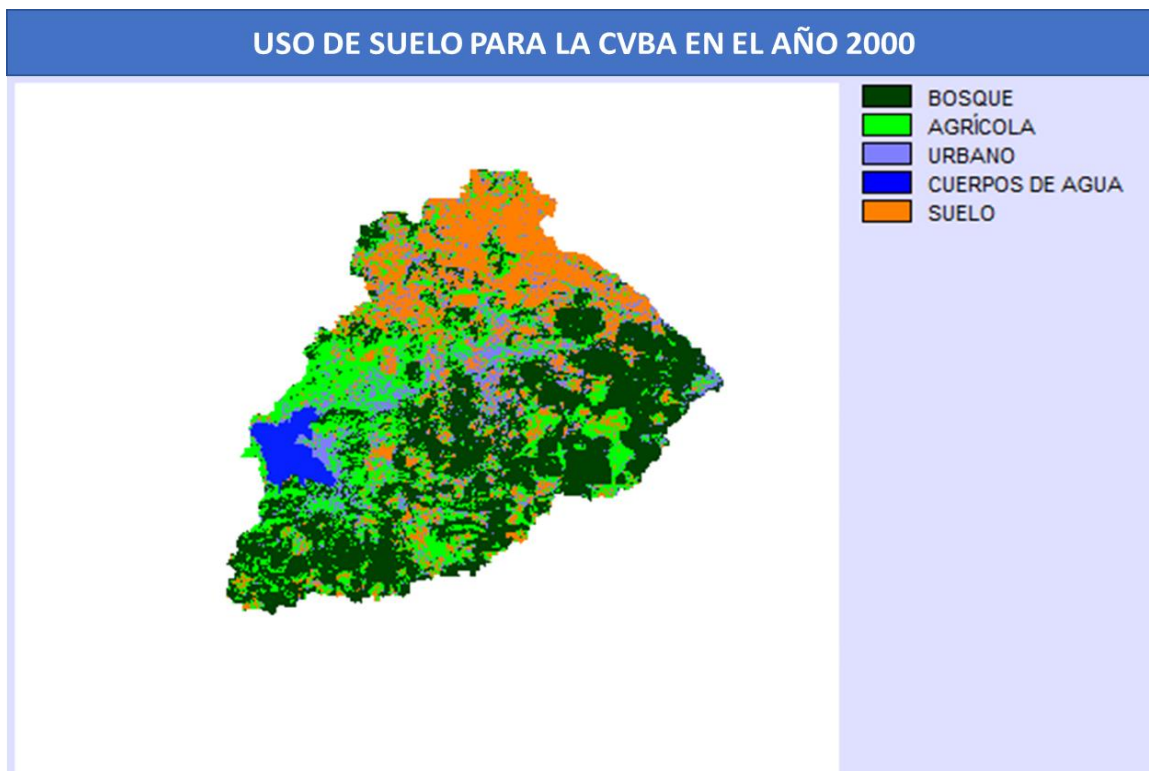 USO DE SUELO PARA LA CVBA EN EL AÑO 2000
BOSQUE
AGRÍCOLA
URBANO
CUERPOS DE AGUA
SUELO